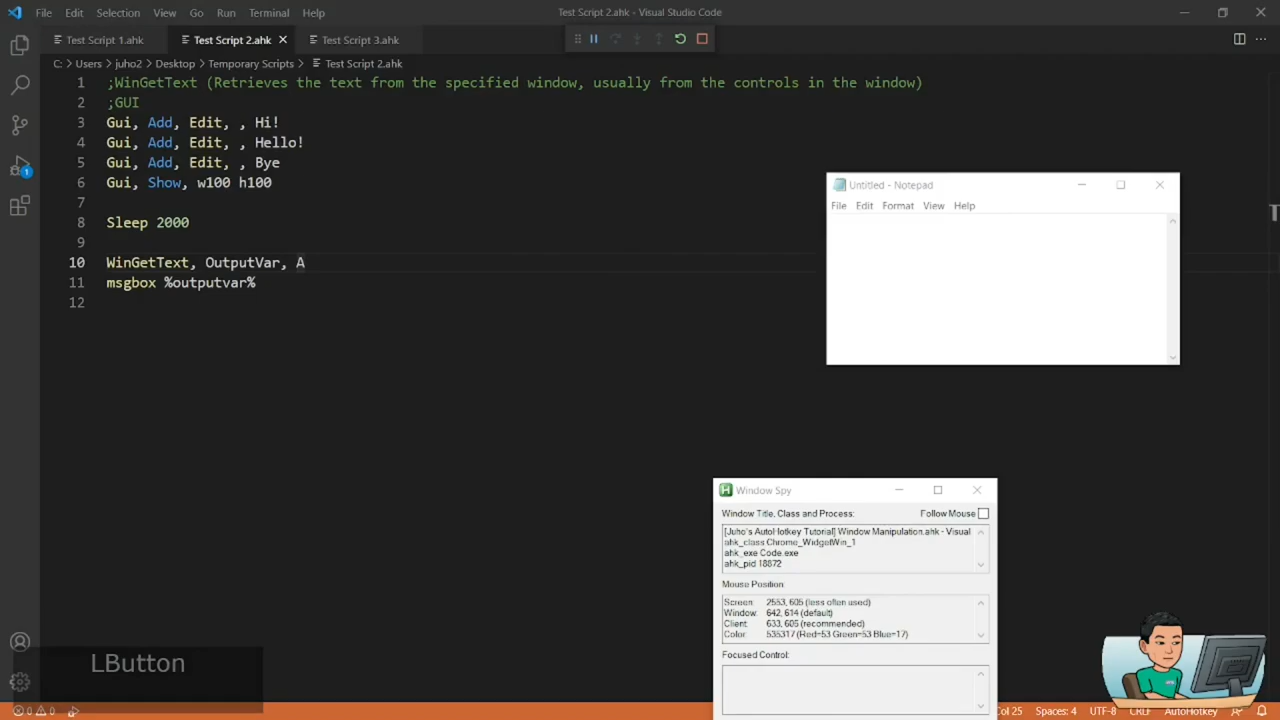 File Edit Selection View Go Run Terminal Help
Test Script 2.ahk - Visual Studio Code
Test Script 1.ahk
Test Script 2.ahk
Test Script 3.ahk
C: > Users > juho2 > Desktop > Temporary Scripts > Test Script 2.ahk
1 ;WinGetText (Retrieves the text from the specified window, usually from the controls in the window)
2 ;GUI
3 Gui, Add, Edit, , Hi!
4 Gui, Add, Edit, , Hello!
5 Gui, Add, Edit, , Bye
6 Gui, Show, w100 h100
7
8 Sleep 2000
9
10 WinGetText, OutputVar, A
11 msgbox %outputvar%
12
1
Untitled - Notepad
File Edit Format View Help
Window Spy
Window Title, Class and Process:
Follow Mouse
[Juho's AutoHotkey Tutorial] Window Manipulation.ahk - Visual
ahk_class Chrome_WidgetWin_1
ahk_exe Code.exe
ahk_pid 18872
Mouse Position:
Screen: 2553, 605 (less often used)
Window: 642, 614 (default)
Client: 633, 605 (recommended)
Color: 535317 (Red=53 Green=53 Blue=17)
Focused Control:
LButton
0 0
Col 25 Spaces: 4 UTF-8 CRLF AutoHotkey